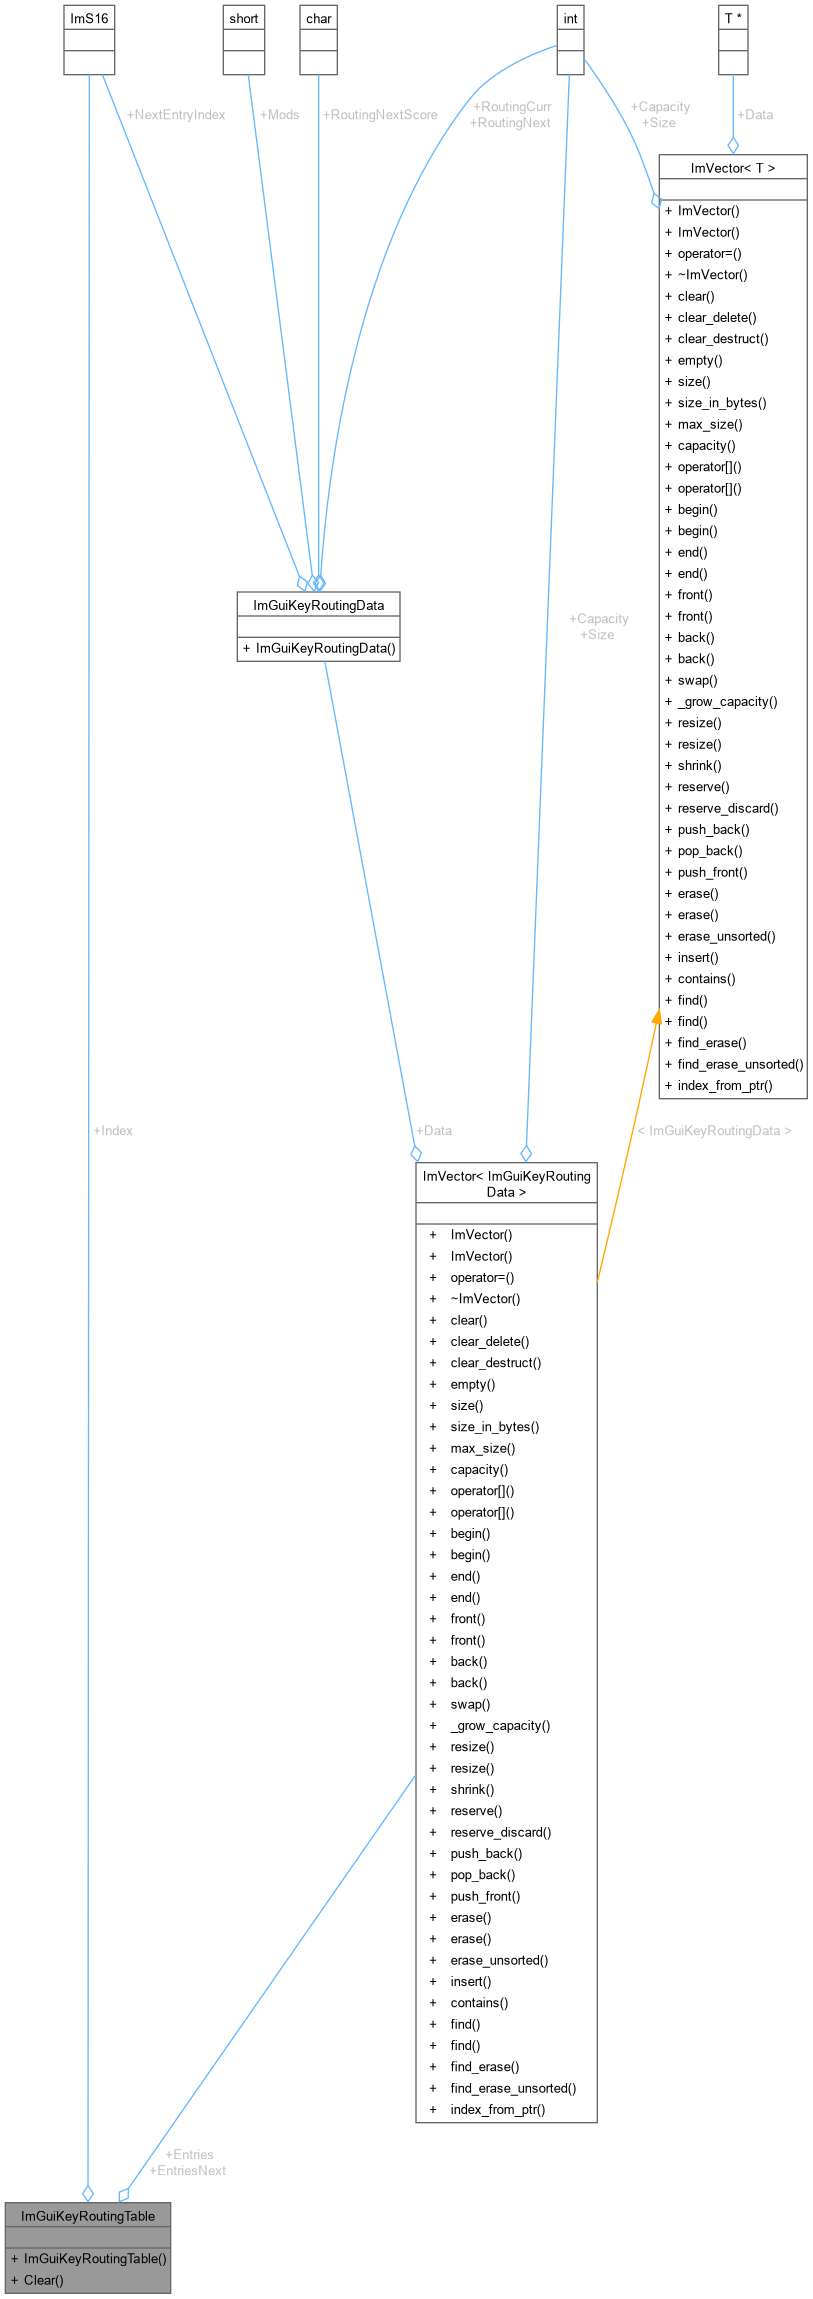 ImS16
short
char
int
T *
+NextEntryIndex
+Mods
+RoutingNextScore
+RoutingCurr
+RoutingNext
+Capacity
+Size
+Data
ImVector< T >
+ ImVector()
+ ImVector()
+ operator=()
+ ~ImVector()
+ clear()
+ clear_delete()
+ clear_destruct()
+ empty()
+ size()
+ size_in_bytes()
+ max_size()
+ capacity()
+ operator[]()
+ operator[]()
+ begin()
+ begin()
+ end()
+ end()
+ front()
+ front()
+ back()
+ back()
+ swap()
+ _grow_capacity()
+ resize()
+ resize()
+ shrink()
+ reserve()
+ reserve_discard()
+ push_back()
+ pop_back()
+ push_front()
+ erase()
+ erase()
+ erase_unsorted()
+ insert()
+ contains()
+ find()
+ find()
+ find_erase()
+ find_erase_unsorted()
+ index_from_ptr()
ImGuiKeyRoutingData
+ ImGuiKeyRoutingData()
+Capacity
+Size
+Index
+Data
< ImGuiKeyRoutingData >
ImVector< ImGuiKeyRouting
Data >
+ ImVector()
+ ImVector()
+ operator=()
+ ~ImVector()
+ clear()
+ clear_delete()
+ clear_destruct()
+ empty()
+ size()
+ size_in_bytes()
+ max_size()
+ capacity()
+ operator[]()
+ operator[]()
+ begin()
+ begin()
+ end()
+ end()
+ front()
+ front()
+ back()
+ back()
+ swap()
+ _grow_capacity()
+ resize()
+ resize()
+ shrink()
+ reserve()
+ reserve_discard()
+ push_back()
+ pop_back()
+ push_front()
+ erase()
+ erase()
+ erase_unsorted()
+ insert()
+ contains()
+ find()
+ find()
+ find_erase()
+ find_erase_unsorted()
+ index_from_ptr()
+Entries
+EntriesNext
ImGuiKeyRoutingTable
+ ImGuiKeyRoutingTable()
+ Clear()